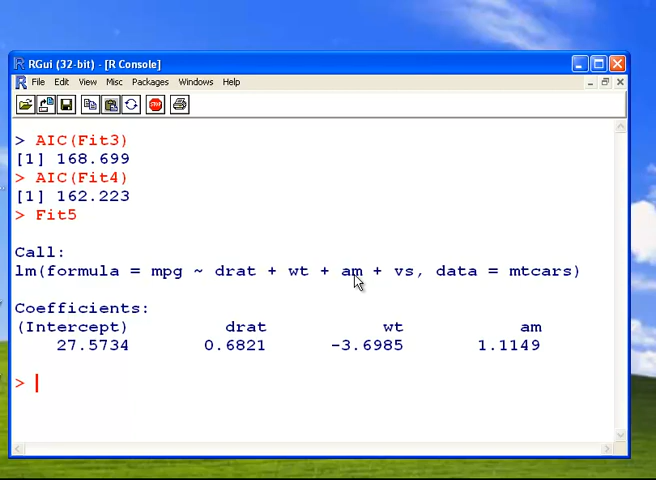 RGui (32-bit) - [R Console]
File Edit View Misc Packages Windows Help
STOP
> AIC(Fit3)
[1] 168.699
> AIC(Fit4)
[1] 162.223
> Fit5
Call:
lm(formula = mpg ~ drat + wt + am + vs, data = mtcars)
Coefficients:
(Intercept) drat wt am
27.5734 0.6821 -3.6985 1.1149
>